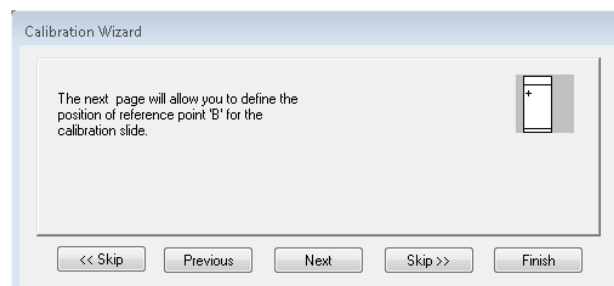 Calibration Wizard
The next page will allow you to define the
position of reference point 'B' for the
calibration slide.
<< Skip
Previous
Next
Skip >>
Finish